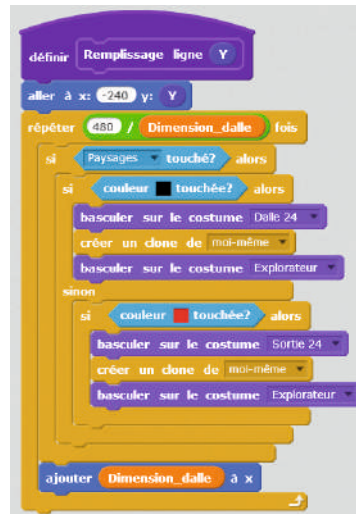 définir Remplissage ligne Y
aller à x: -240 y: Y
répéter 480 / Dimension_dalle fois
si Paysages touché? alors
si couleur touchée? alors
basculer sur le costume Dalle 24
créer un clone de moi-même
basculer sur le costume Explorateur
sinon
si couleur touchée? alors
basculer sur le costume Sortie 24
créer un clone de moi-même
basculer sur le costume Explorateur
ajouter Dimension_dalle à x